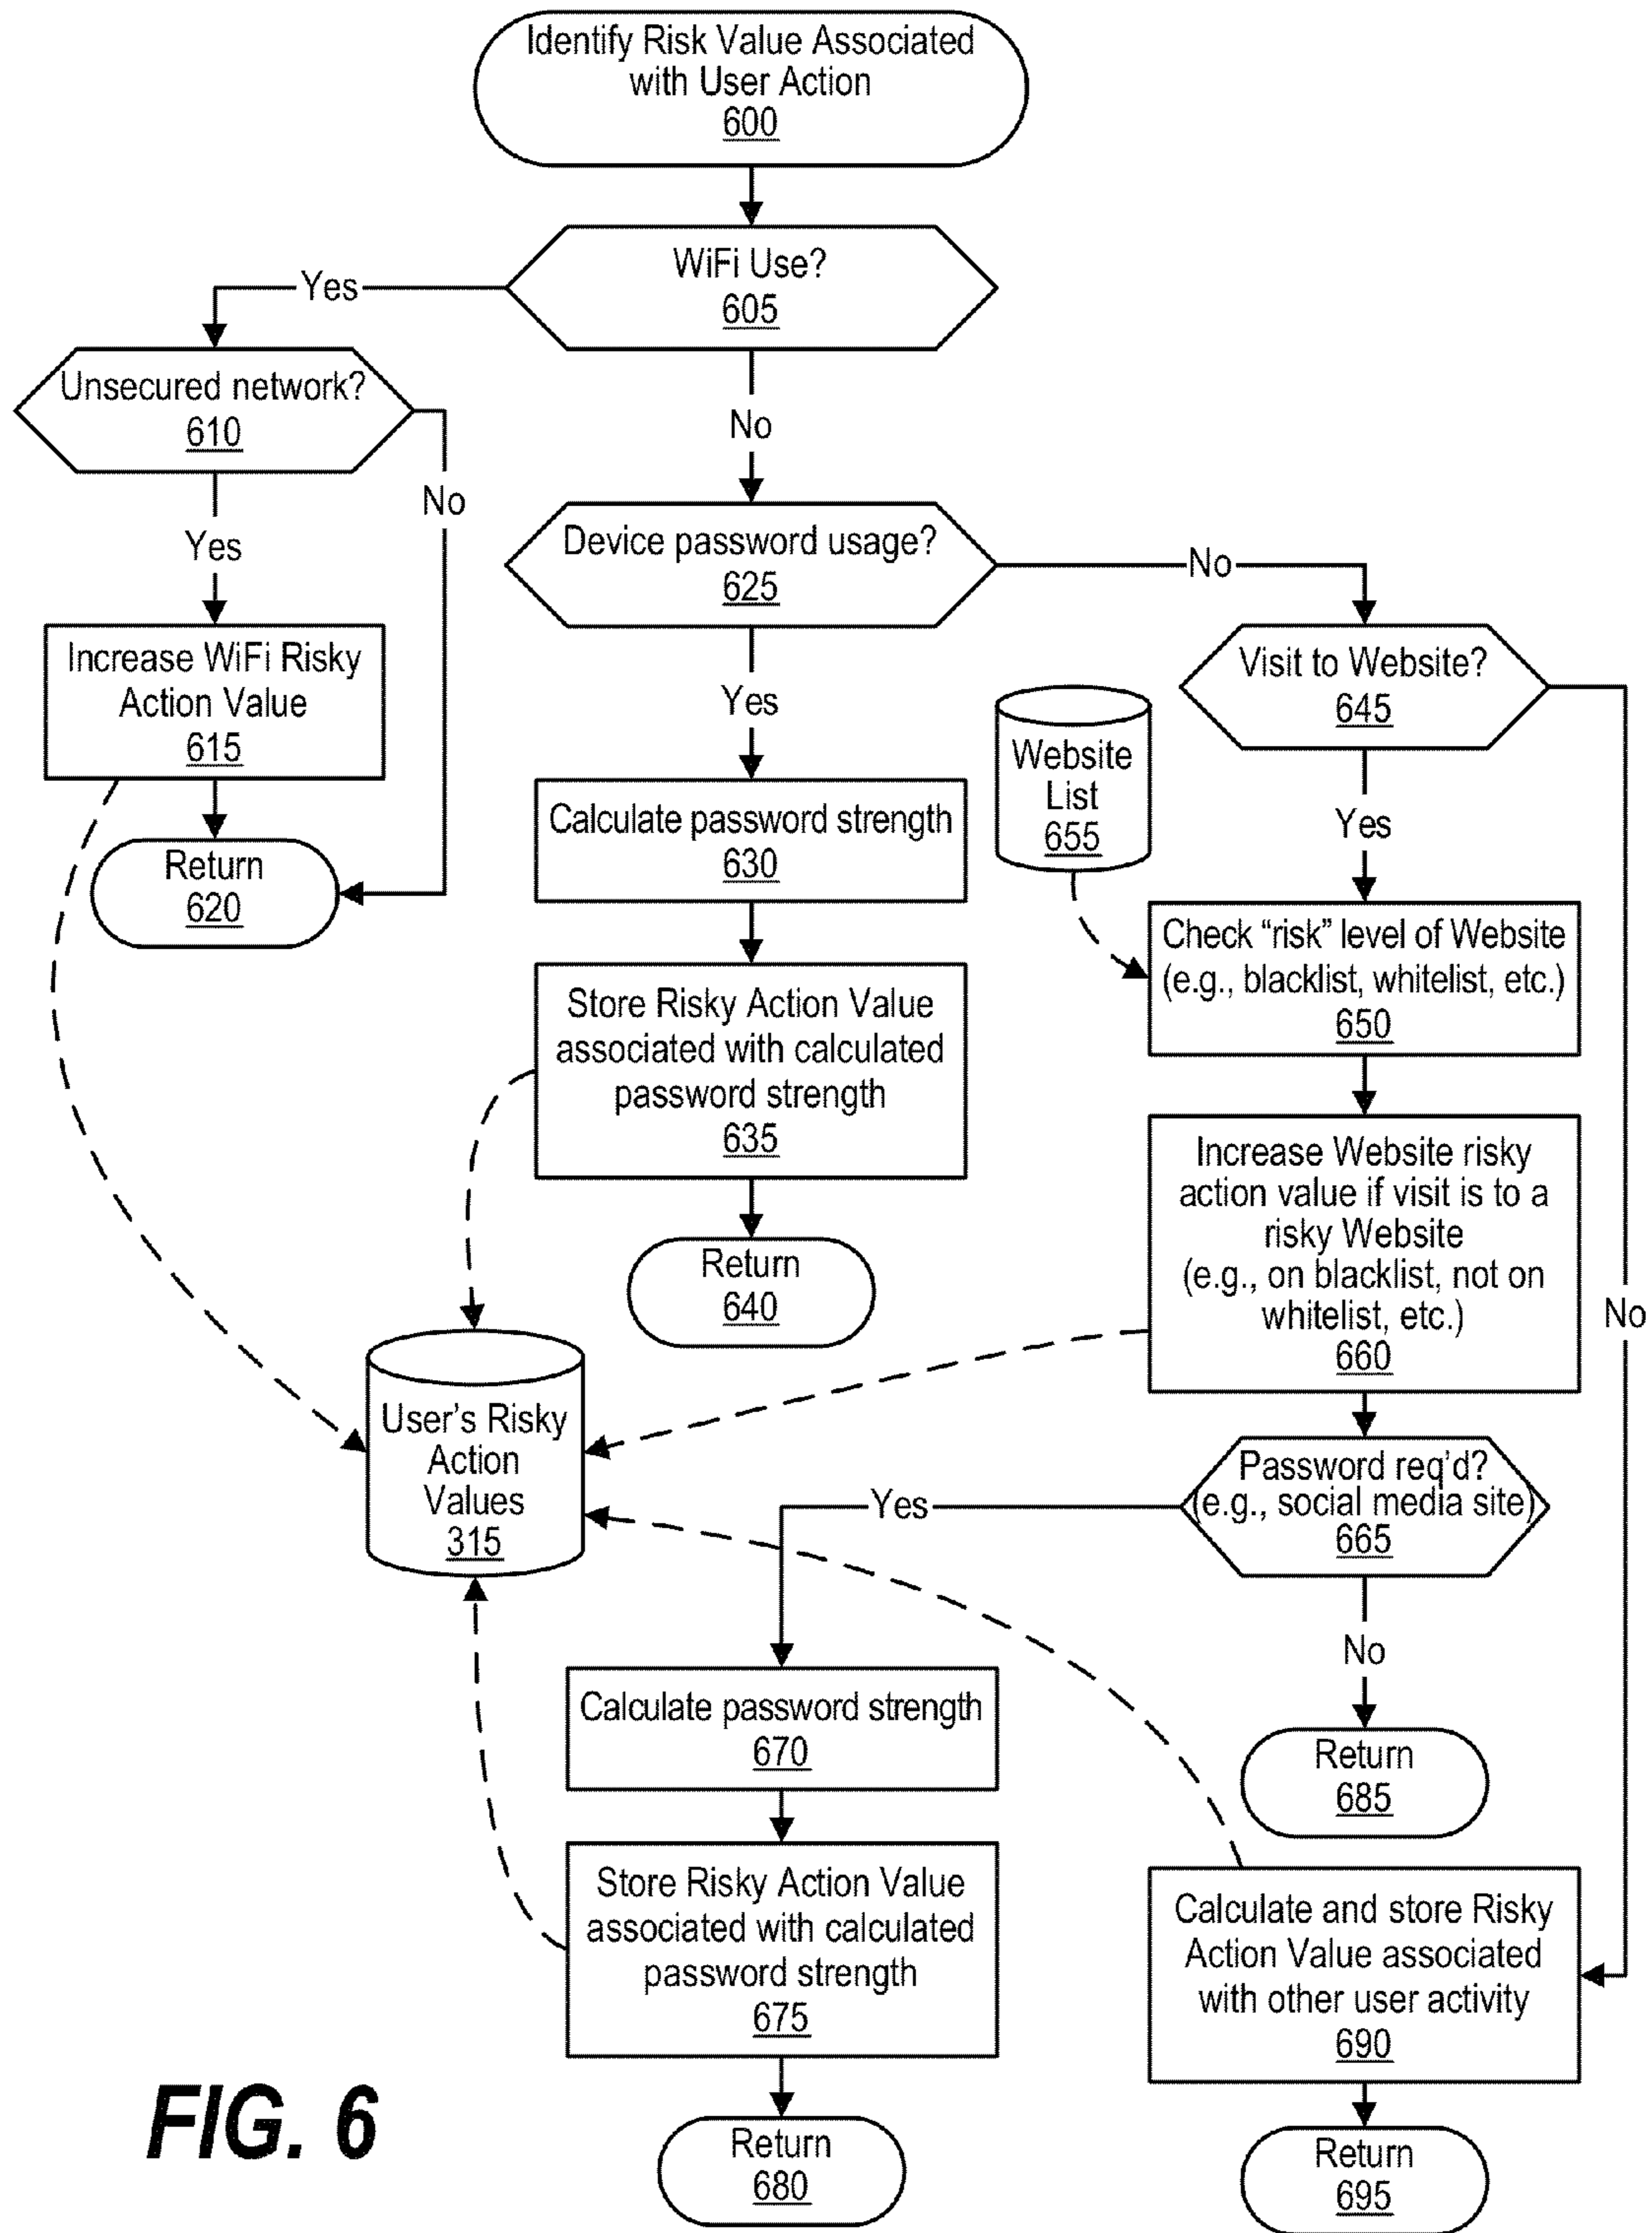 Identify Risk Value Associated
with User Action
600
WiFi Use?
605
Yes
No
Unsecured network?
610
No
Yes
Increase WiFi Risky
Action Value
615
Return
620
Device password usage?
625
No
Yes
Calculate password strength
630
Store Risky Action Value
associated with calculated
password strength
635
Return
640
Visit to Website?
645
Yes
No
Website
List
655
Check “risk” level of Website
(e.g., blacklist, whitelist, etc.)
650
Increase Website risky
action value if visit is to a
risky Website
(e.g., on blacklist, not on
whitelist, etc.)
660
User’s Risky
Action
Values
315
Password req’d?
(e.g., social media site)
665
Yes
No
Calculate password strength
670
Store Risky Action Value
associated with calculated
password strength
675
Return
680
Return
685
Calculate and store Risky
Action Value associated
with other user activity
690
Return
695
FIG. 6